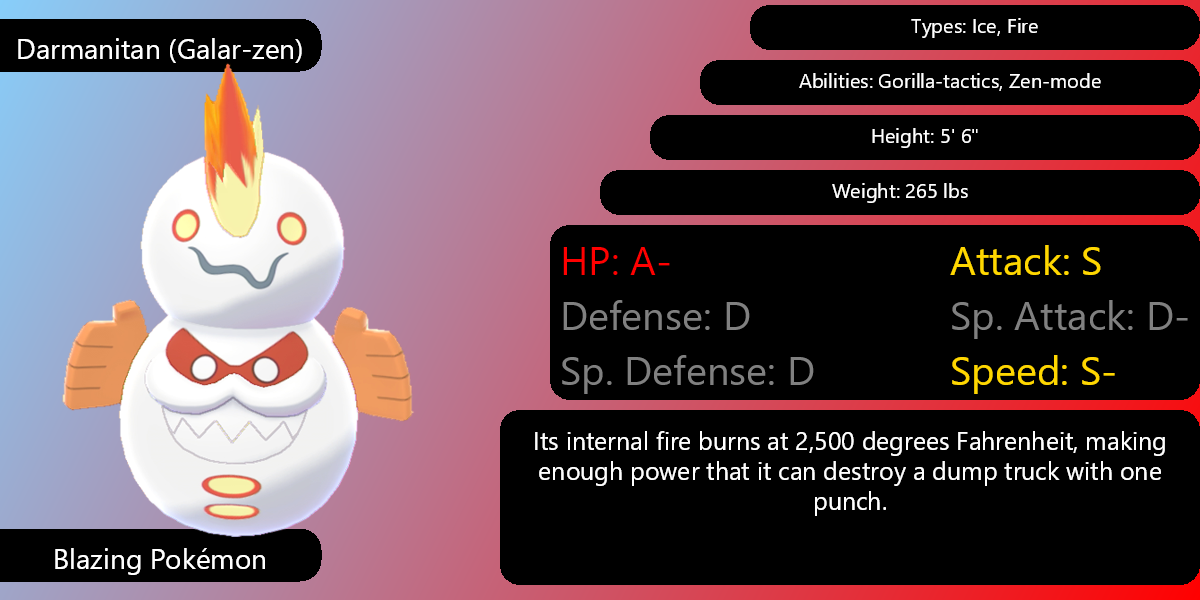 Darmanitan (Galar-zen)
Types: Ice, Fire
Abilities: Gorilla-tactics, Zen-mode
Height: 5' 6"
Weight: 265 lbs
HP: A-
Attack: S
Defense: D
Sp. Attack: D-
Sp. Defense: D
Speed: S-
Its internal fire burns at 2,500 degrees Fahrenheit, making
enough power that it can destroy a dump truck with one
punch.
Blazing Pokémon